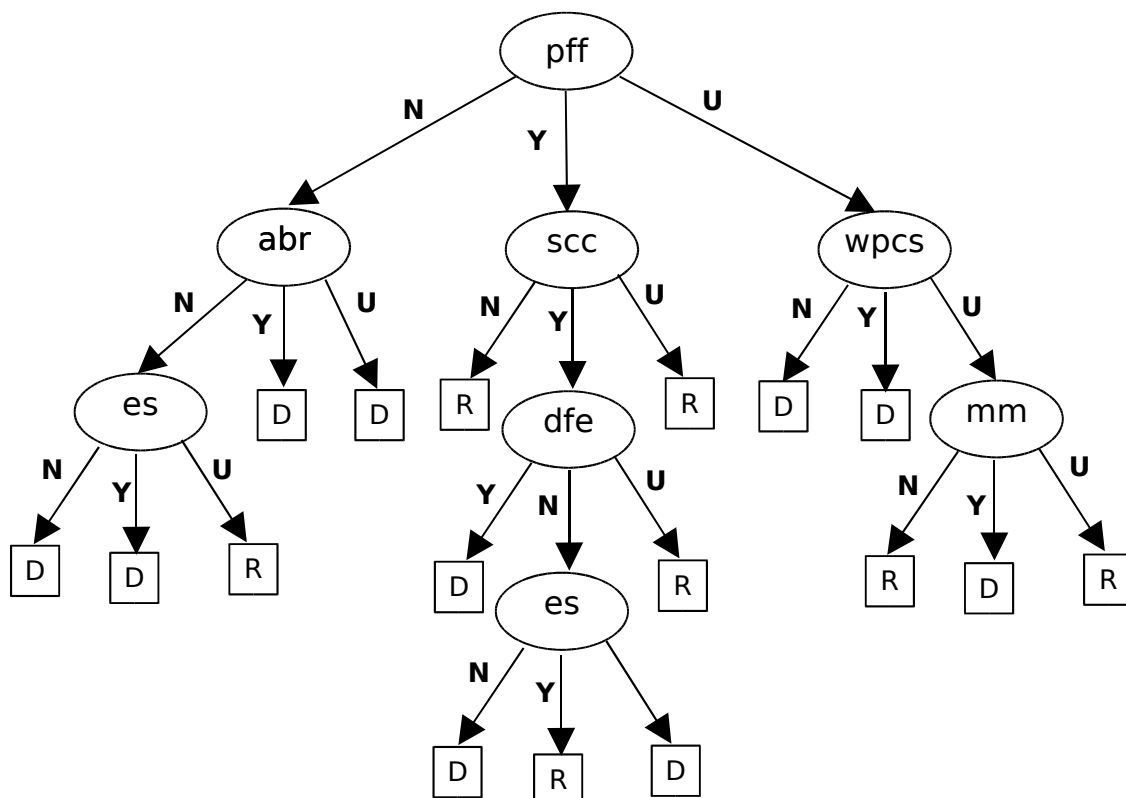 pff
N Y U
abr scc wpcs
N Y U N Y U N Y U
es D D R dfe R D D mm
N Y U Y N U N Y U
D D R D es R R D R
N Y
D R D